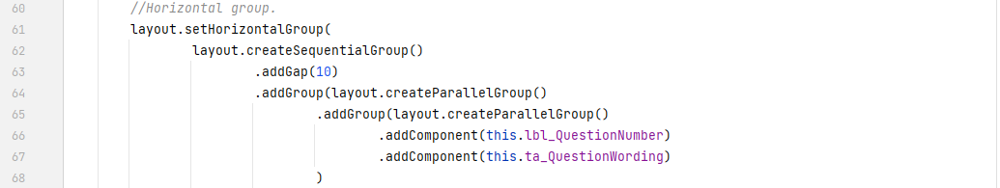 60 //Horizontal group.
61 layout.setHorizontalGroup(
62 layout.createSequentialGroup()
63 .addGap(10)
64 .addGroup(layout.createParallelGroup()
65 .addGroup(layout.createParallelGroup()
66 .addComponent(this.lbl_QuestionNumber)
67 .addComponent(this.ta_QuestionWording)
68 )